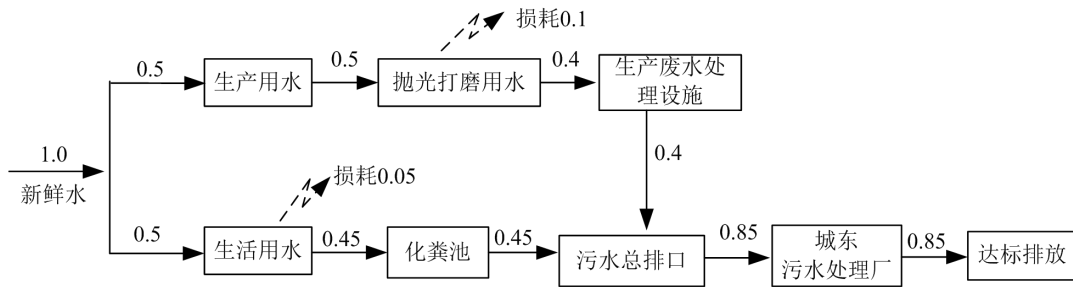 损耗0.1
0.5
生产用水
0.5
抛光打磨用水
0.4
生产废水处
理设施
1.0
新鲜水
0.4
损耗0.05
0.5
生活用水
0.45
化粪池
0.45
污水总排口
0.85
城东
污水处理厂
0.85
达标排放